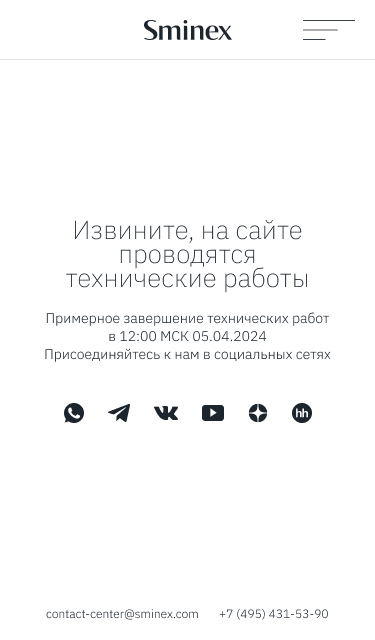 Sminex
Извините, на сайте
проводятся
технические работы
Примерное завершение технических работ
в 12:00 МСК 05.04.2024
Присоединяйтесь к нам в социальных сетях
hh
contact-center@sminex.com +7 (495) 431-53-90